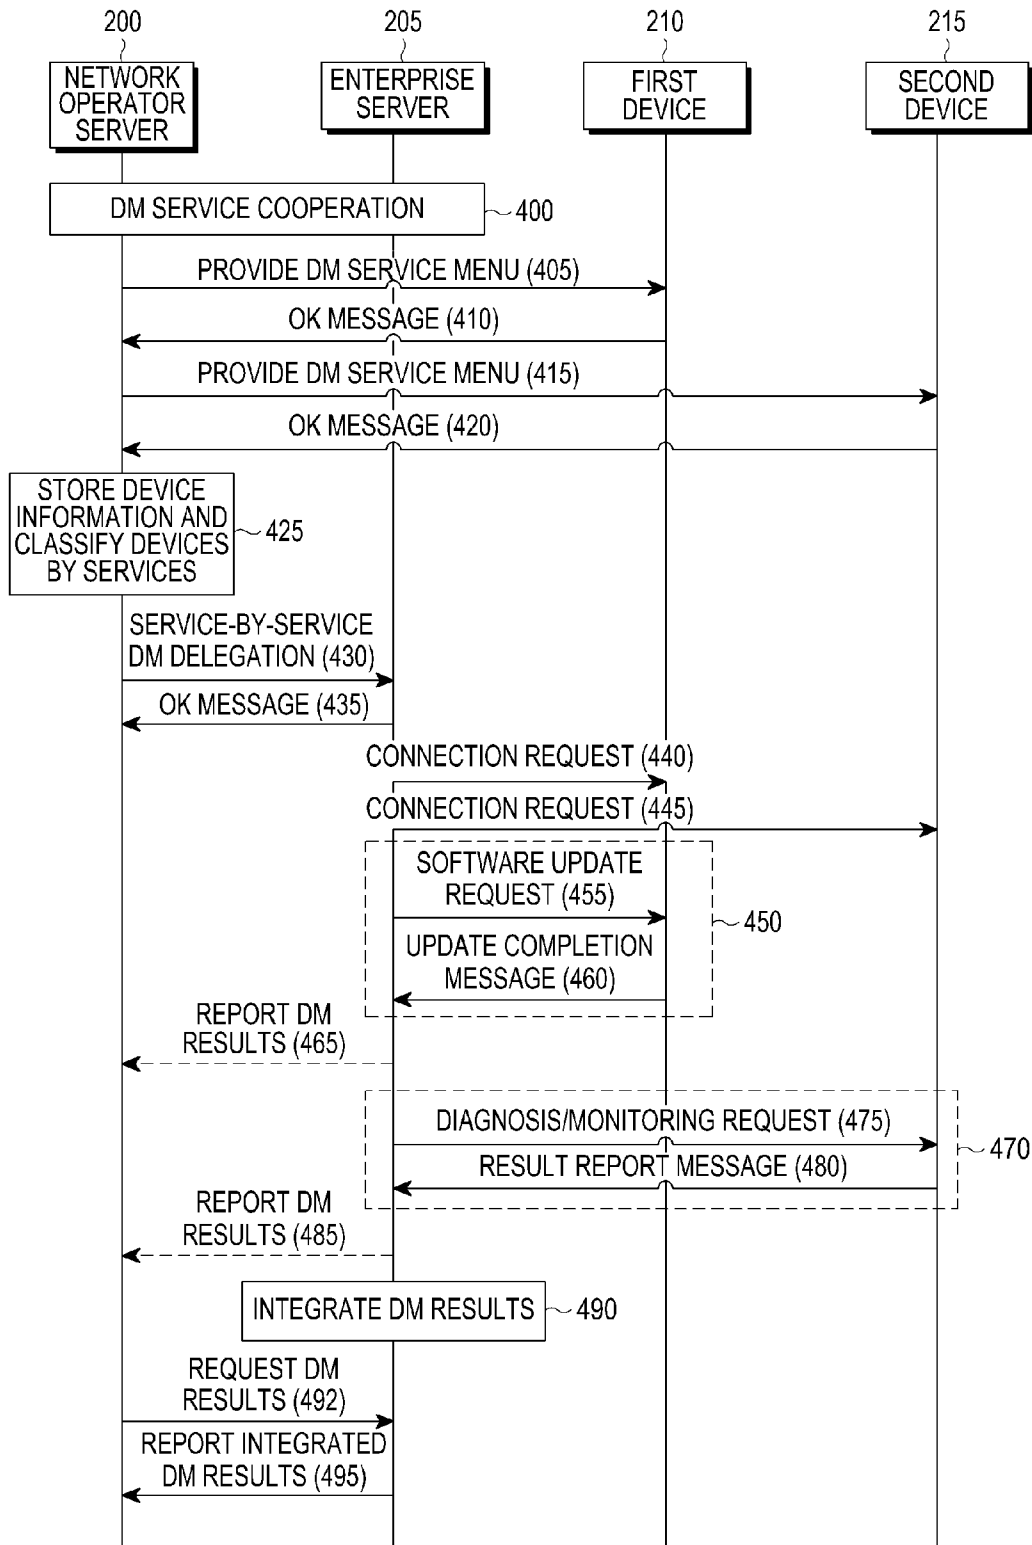 200
205
210
215
NETWORK
OPERATOR
SERVER
ENTERPRISE
SERVER
FIRST
DEVICE
SECOND
DEVICE
DM SERVICE COOPERATION
400
PROVIDE DM SERVICE MENU (405)
OK MESSAGE (410)
PROVIDE DM SERVICE MENU (415)
OK MESSAGE (420)
STORE DEVICE
INFORMATION AND
CLASSIFY DEVICES
BY SERVICES
425
SERVICE-BY-SERVICE
DM DELEGATION (430)
OK MESSAGE (435)
CONNECTION REQUEST (440)
CONNECTION REQUEST (445)
SOFTWARE UPDATE
REQUEST (455)
450
UPDATE COMPLETION
MESSAGE (460)
REPORT DM
RESULTS (465)
DIAGNOSIS/MONITORING REQUEST (475)
470
RESULT REPORT MESSAGE (480)
REPORT DM
RESULTS (485)
INTEGRATE DM RESULTS
490
REQUEST DM
RESULTS (492)
REPORT INTEGRATED
DM RESULTS (495)